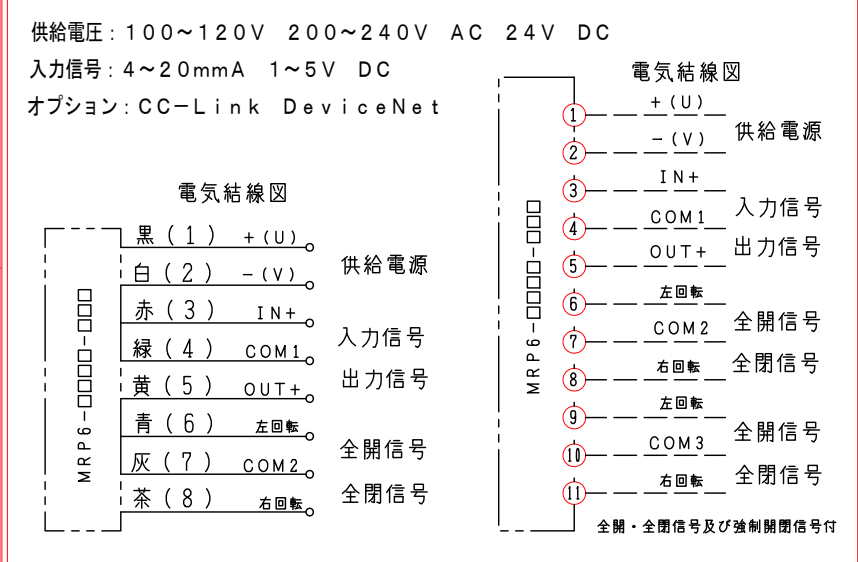 供給電圧：100～120V 200～240V AC 24V DC
入力信号：4～20mmA 1～5V DC
オプション：CC－Link DeviceNet
電気結線図
MRP6-□□□□-□□□
黒(1) +(U)
白(2) -(V)
供給電源
赤(3) IN+
緑(4) COM1
入力信号
黄(5) OUT+
出力信号
青(6) 左回転
灰(7) COM2
全開信号
茶(8) 右回転
全閉信号
電気結線図
MRP6-□□□□-□□□
1 +(U)
2 -(V)
供給電源
3 IN+
4 COM1
入力信号
5 OUT+
出力信号
6 左回転
7 COM2
全開信号
8 右回転
全閉信号
9 左回転
10 COM3
全開信号
11 右回転
全閉信号
全開・全閉信号及び強制開閉信号付